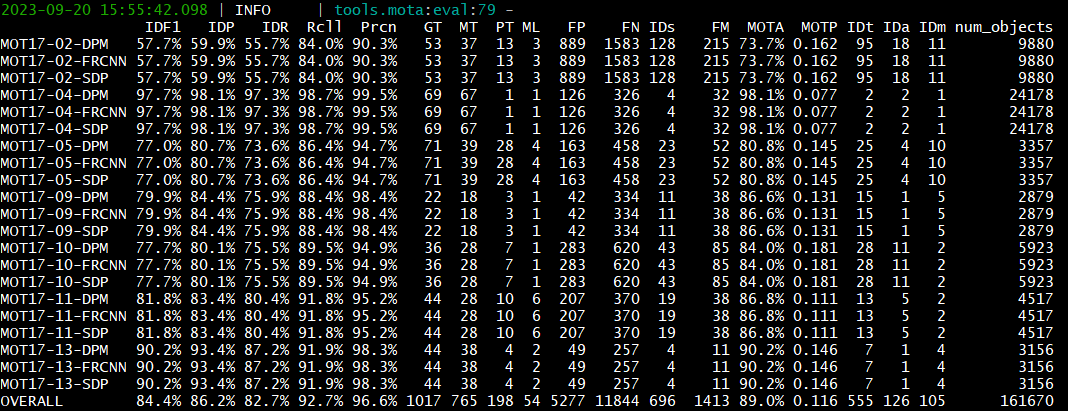 2023-09-20 15:55:42.098 | INFO     | tools.mota:eval:79 -
IDF1 IDP IDR Rcll Prcn GT MT PT ML FP FN IDs FM MOTA MOTP IDt IDa IDm num_objects
MOT17-02-DPM 57.7% 59.9% 55.7% 84.0% 90.3% 53 37 13 3 889 1583 128 215 73.7% 0.162 95 18 11 9880
MOT17-02-FRCNN 57.7% 59.9% 55.7% 84.0% 90.3% 53 37 13 3 889 1583 128 215 73.7% 0.162 95 18 11 9880
MOT17-02-SDP 57.7% 59.9% 55.7% 84.0% 90.3% 53 37 13 3 889 1583 128 215 73.7% 0.162 95 18 11 9880
MOT17-04-DPM 97.7% 98.1% 97.3% 98.7% 99.5% 69 67 1 1 126 326 4 32 98.1% 0.077 2 2 1 24178
MOT17-04-FRCNN 97.7% 98.1% 97.3% 98.7% 99.5% 69 67 1 1 126 326 4 32 98.1% 0.077 2 2 1 24178
MOT17-04-SDP 97.7% 98.1% 97.3% 98.7% 99.5% 69 67 1 1 126 326 4 32 98.1% 0.077 2 2 1 24178
MOT17-05-DPM 77.0% 80.7% 73.6% 86.4% 94.7% 71 39 28 4 163 458 23 52 80.8% 0.145 25 4 10 3357
MOT17-05-FRCNN 77.0% 80.7% 73.6% 86.4% 94.7% 71 39 28 4 163 458 23 52 80.8% 0.145 25 4 10 3357
MOT17-05-SDP 77.0% 80.7% 73.6% 86.4% 94.7% 71 39 28 4 163 458 23 52 80.8% 0.145 25 4 10 3357
MOT17-09-DPM 79.9% 84.4% 75.9% 88.4% 98.4% 22 18 3 1 42 334 11 38 86.6% 0.131 15 1 5 2879
MOT17-09-FRCNN 79.9% 84.4% 75.9% 88.4% 98.4% 22 18 3 1 42 334 11 38 86.6% 0.131 15 1 5 2879
MOT17-09-SDP 79.9% 84.4% 75.9% 88.4% 98.4% 22 18 3 1 42 334 11 38 86.6% 0.131 15 1 5 2879
MOT17-10-DPM 77.7% 80.1% 75.5% 89.5% 94.9% 36 28 7 1 283 620 43 85 84.0% 0.181 28 11 2 5923
MOT17-10-FRCNN 77.7% 80.1% 75.5% 89.5% 94.9% 36 28 7 1 283 620 43 85 84.0% 0.181 28 11 2 5923
MOT17-10-SDP 77.7% 80.1% 75.5% 89.5% 94.9% 36 28 7 1 283 620 43 85 84.0% 0.181 28 11 2 5923
MOT17-11-DPM 81.8% 83.4% 80.4% 91.8% 95.2% 44 28 10 6 207 370 19 38 86.8% 0.111 13 5 2 4517
MOT17-11-FRCNN 81.8% 83.4% 80.4% 91.8% 95.2% 44 28 10 6 207 370 19 38 86.8% 0.111 13 5 2 4517
MOT17-11-SDP 81.8% 83.4% 80.4% 91.8% 95.2% 44 28 10 6 207 370 19 38 86.8% 0.111 13 5 2 4517
MOT17-13-DPM 90.2% 93.4% 87.2% 91.9% 98.3% 44 38 4 2 49 257 4 11 90.2% 0.146 7 1 4 3156
MOT17-13-FRCNN 90.2% 93.4% 87.2% 91.9% 98.3% 44 38 4 2 49 257 4 11 90.2% 0.146 7 1 4 3156
MOT17-13-SDP 90.2% 93.4% 87.2% 91.9% 98.3% 44 38 4 2 49 257 4 11 90.2% 0.146 7 1 4 3156
OVERALL 84.4% 86.2% 82.7% 92.7% 96.6% 1017 765 198 54 5277 11844 696 1413 89.0% 0.116 555 126 105 161670